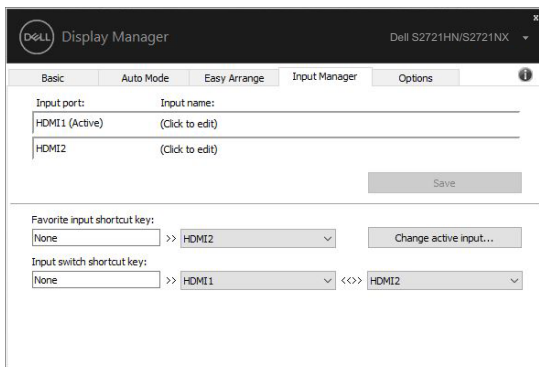 x
DELL Display Manager Dell S2721HN/S2721NX
Basic Auto Mode Easy Arrange Input Manager Options i
Input port: Input name:
HDMI1 (Active) (Click to edit)
HDMI2 (Click to edit)
Save
Favorite input shortcut key:
None >> HDMI2 Change active input...
Input switch shortcut key:
None >> HDMI1 <<>> HDMI2